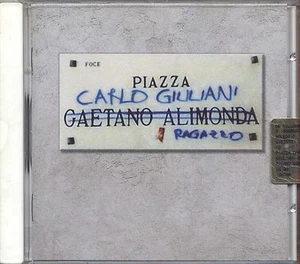 FOCE
PIAZZA
CARLO GIULIANI
GAETANO ALIMONDA
RAGAZZO